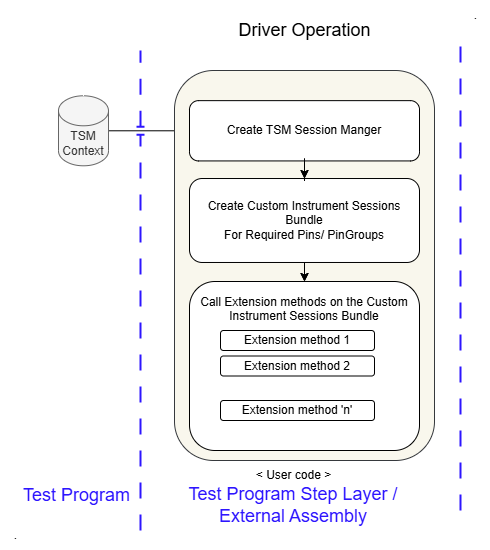 Driver Operation
TSM
Context
Create TSM Session Manger
Create Custom Instrument Sessions
Bundle
For Required Pins/ PinGroups
Call Extension methods on the Custom
Instrument Sessions Bundle
Extension method 1
Extension method 2
Extension method 'n'
< User code >
Test Program
Test Program Step Layer /
External Assembly